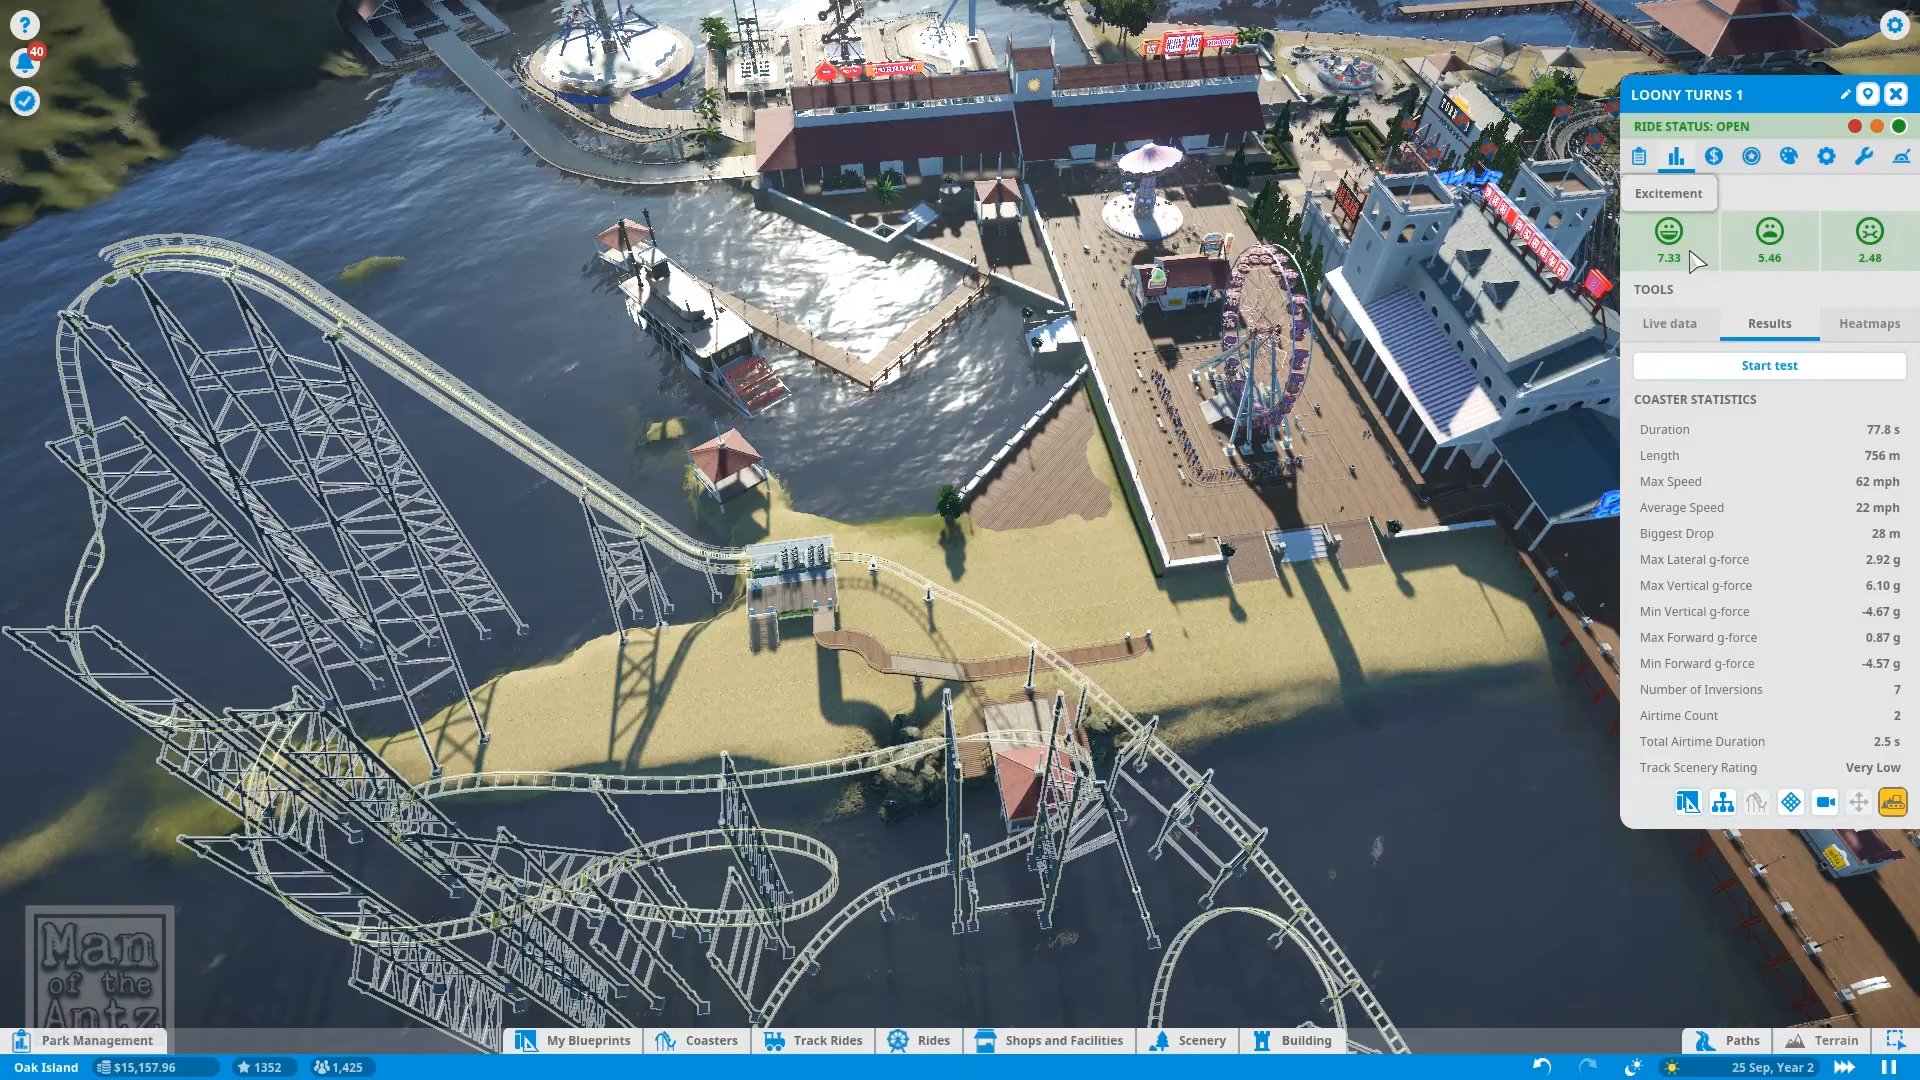 ?
40
TORNADO
LOONY TURNS 1
RIDE STATUS: OPEN
Excitement
7.33
5.46
2.48
TOOLS
Live data
Results
Heatmaps
Start test
COASTER STATISTICS
Duration 77.8 s
Length 756 m
Max Speed 62 mph
Average Speed 22 mph
Biggest Drop 28 m
Max Lateral g-force 2.92 g
Max Vertical g-force 6.10 g
Min Vertical g-force -4.67 g
Max Forward g-force 0.87 g
Min Forward g-force -4.57 g
Number of Inversions 7
Airtime Count 2
Total Airtime Duration 2.5 s
Track Scenery Rating Very Low
Man
of the
Antz
Park Management
My Blueprints
Coasters
Track Rides
Rides
Shops and Facilities
Scenery
Building
Paths
Terrain
Oak Island
$15,157.96
1352
1,425
25 Sep, Year 2